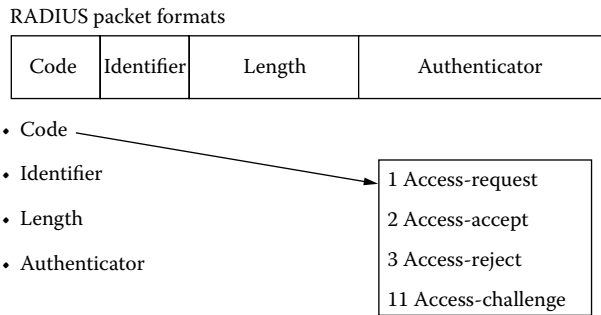 RADIUS packet formats
Code Identifier Length Authenticator
• Code
• Identifier
• Length
• Authenticator
1 Access-request
2 Access-accept
3 Access-reject
11 Access-challenge